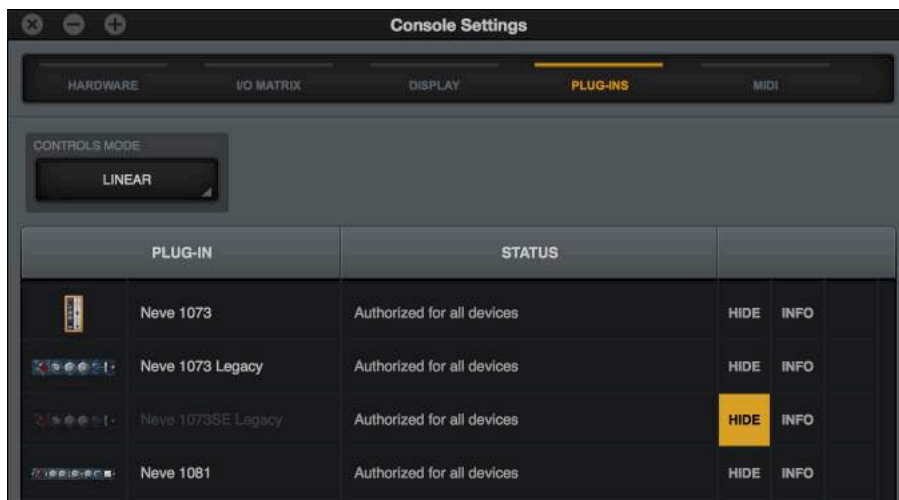 Console Settings
HARDWARE I/O MATRIX DISPLAY PLUG-INS MIDI
CONTROLS MODE
LINEAR
PLUG-IN STATUS
Neve 1073 Authorized for all devices HIDE INFO
Neve 1073 Legacy Authorized for all devices HIDE INFO
Neve 1073SE Legacy Authorized for all devices HIDE INFO
Neve 1081 Authorized for all devices HIDE INFO